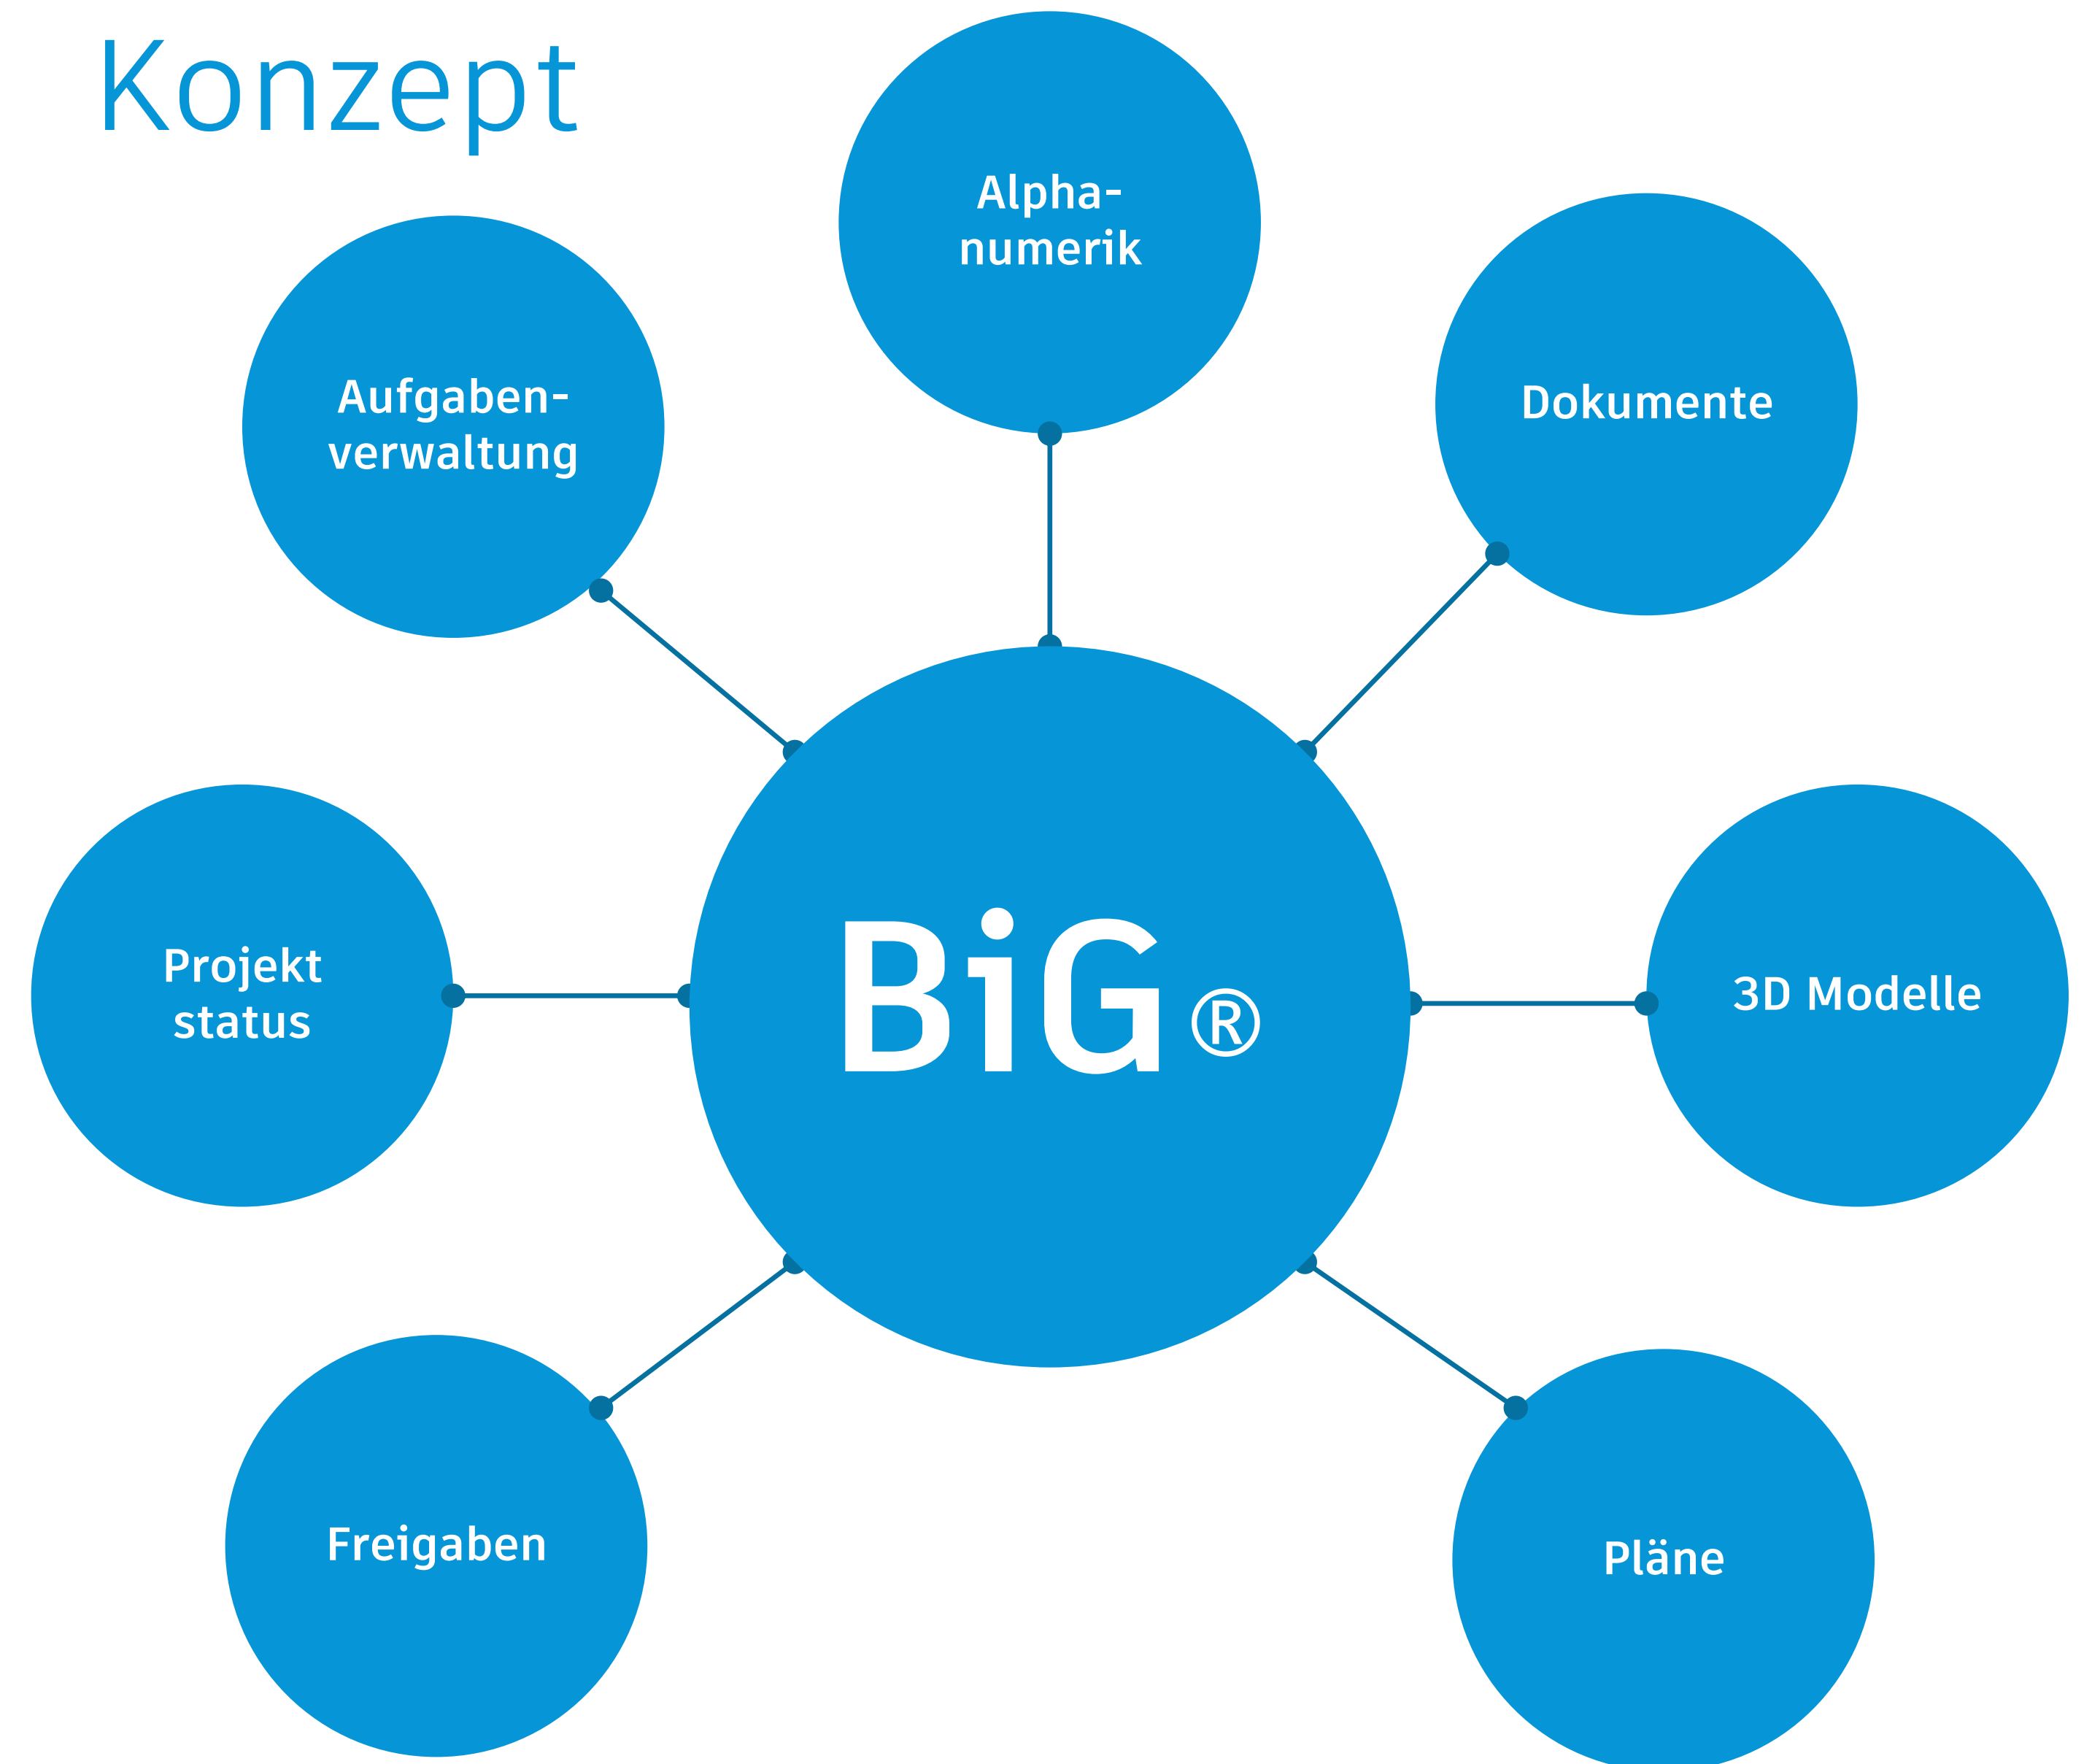 Konzept
Alpha-
numerik
Aufgaben-
verwaltung
Dokumente
Projekt
status
BiG®
3D Modelle
Freigaben
Pläne